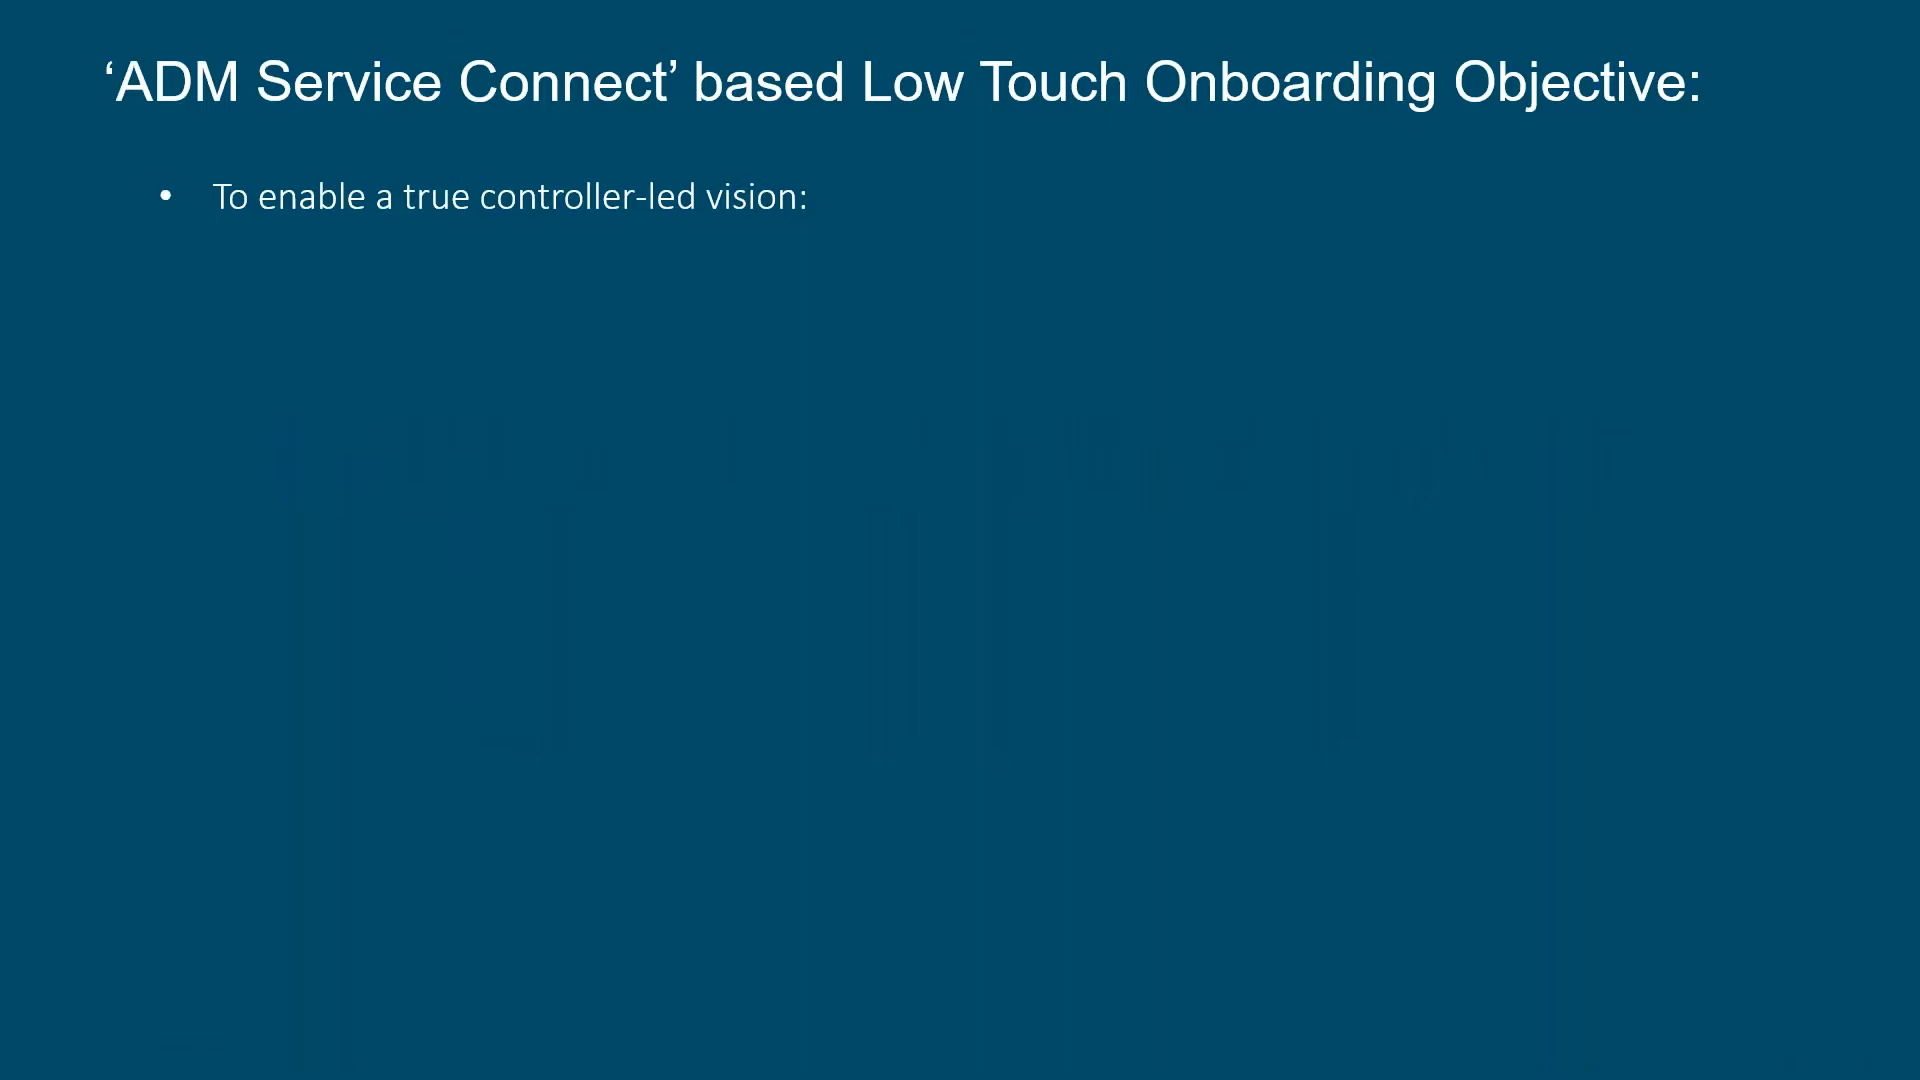 ‘ADM Service Connect’ based Low Touch Onboarding Objective:
• To enable a true controller-led vision: